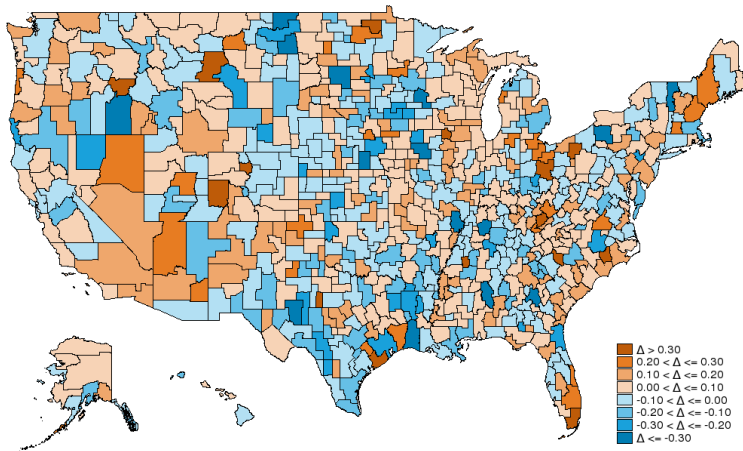 Δ > 0.30
0.20 < Δ <= 0.30
0.10 < Δ <= 0.20
0.00 < Δ <= 0.10
-0.10 < Δ <= 0.00
-0.20 < Δ <= -0.10
-0.30 < Δ <= -0.20
Δ <= -0.30